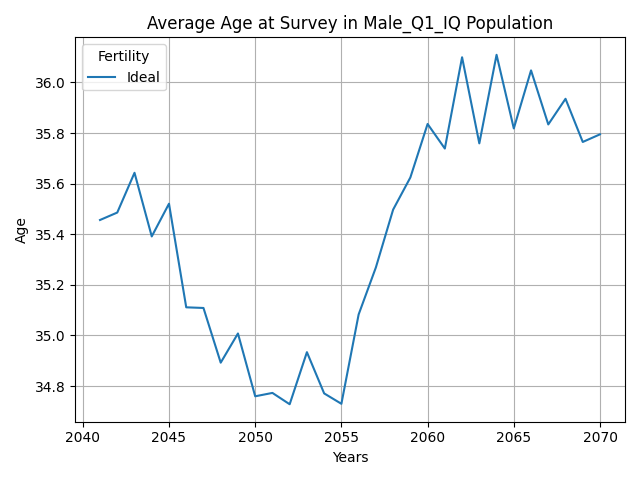 Average Age at Survey in Male_Q1_IQ Population
Fertility
Ideal
Age
36.0
35.8
35.6
35.4
35.2
35.0
34.8
2040 2045 2050 2055 2060 2065 2070
Years